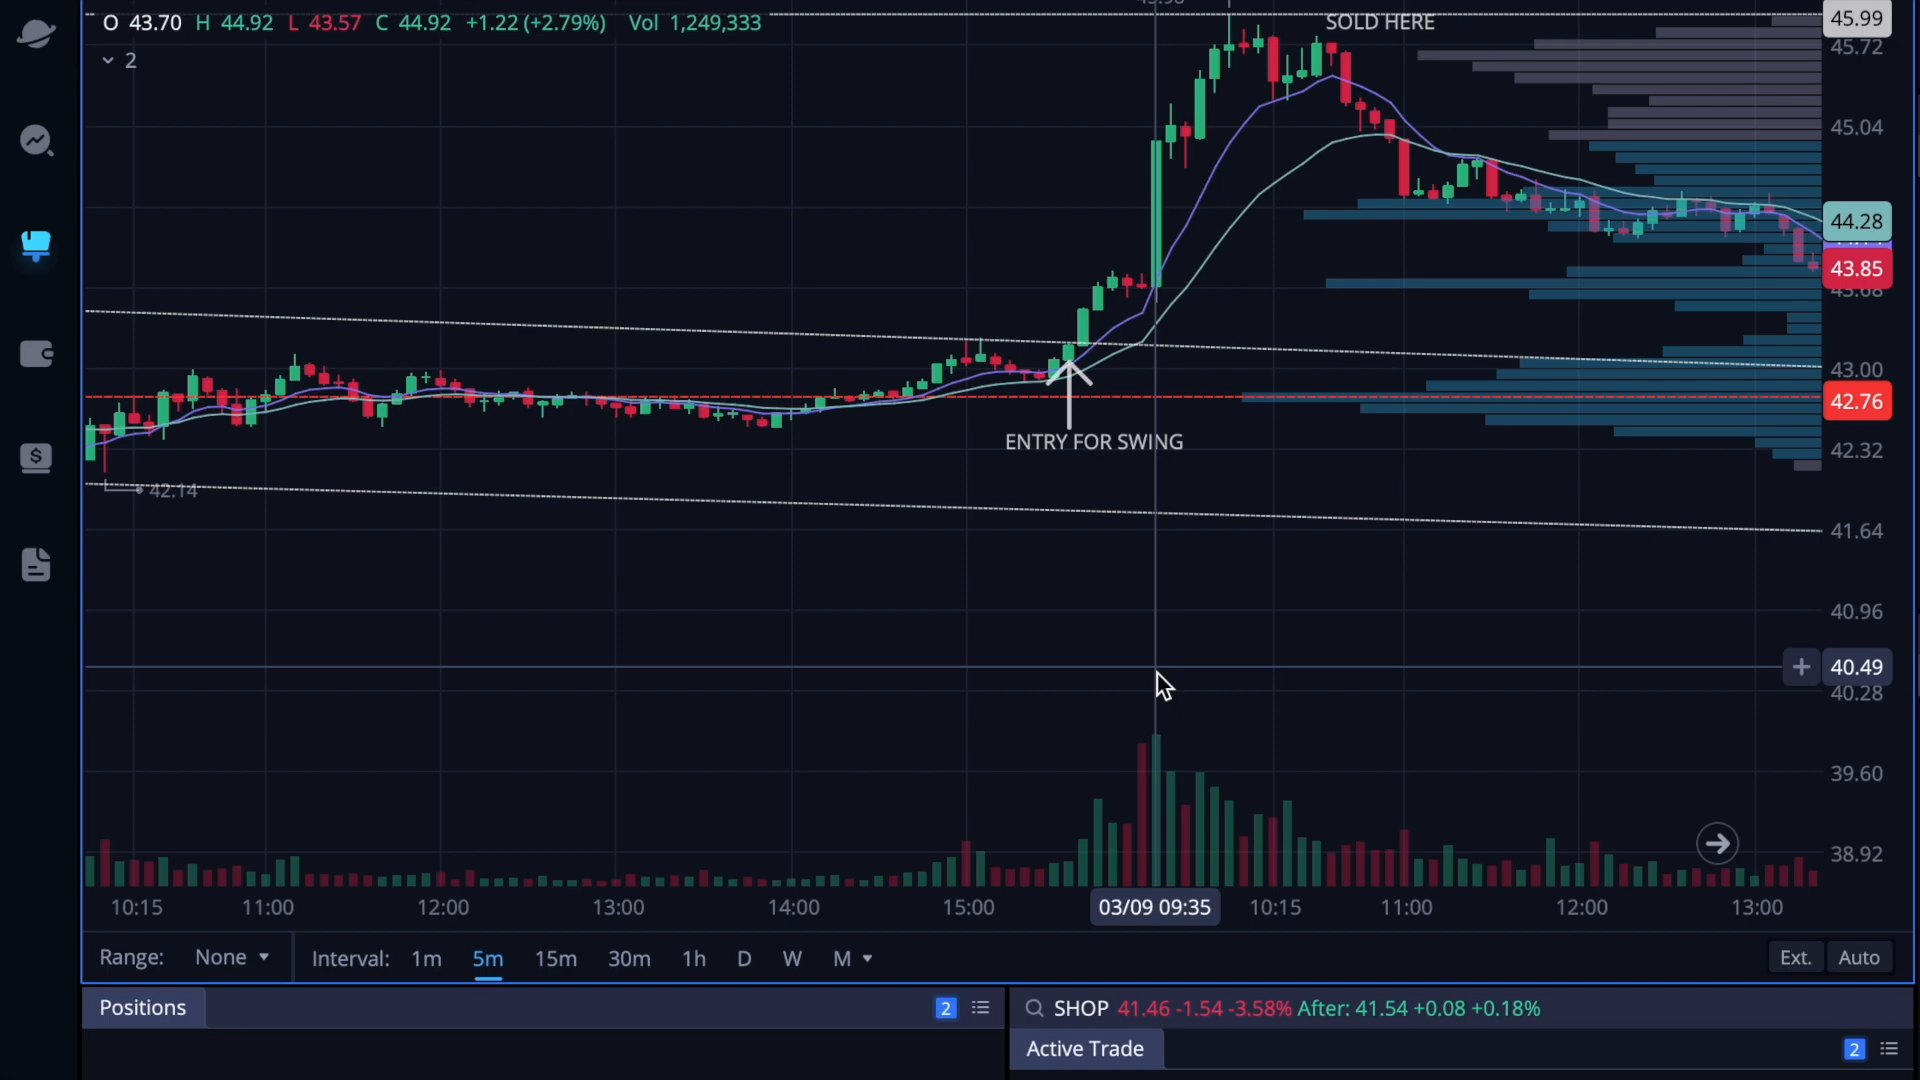 O 43.70 H 44.92 L 43.57 C 44.92 +1.22 (+2.79%) Vol 1,249,333
2
SOLD HERE
45.99
45.72
45.04
44.28
43.85
43.68
43.00
42.76
ENTRY FOR SWING
42.32
42.14
41.64
40.96
40.49
40.28
39.60
38.92
10:15 11:00 12:00 13:00 14:00 15:00 03/09 09:35 10:15 11:00 12:00 13:00
Range: None Interval: 1m 5m 15m 30m 1h D W M Ext. Auto
Positions 2
SHOP 41.46 -1.54 -3.58% After: 41.54 +0.08 +0.18%
Active Trade 2